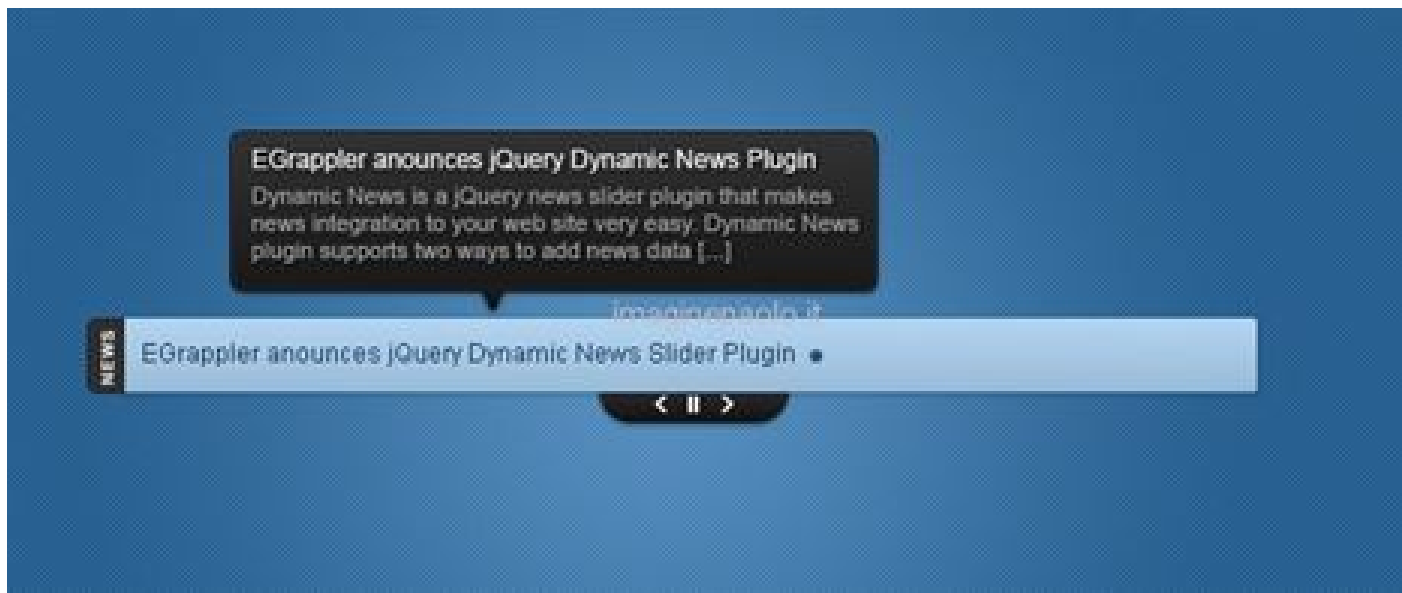 EGrappler anounces jQuery Dynamic News Plugin
Dynamic News is a jQuery news slider plugin that makes
news integration to your web site very easy. Dynamic News
plugin supports two ways to add news data [...]
NEWS
EGrappler anounces jQuery Dynamic News Slider Plugin